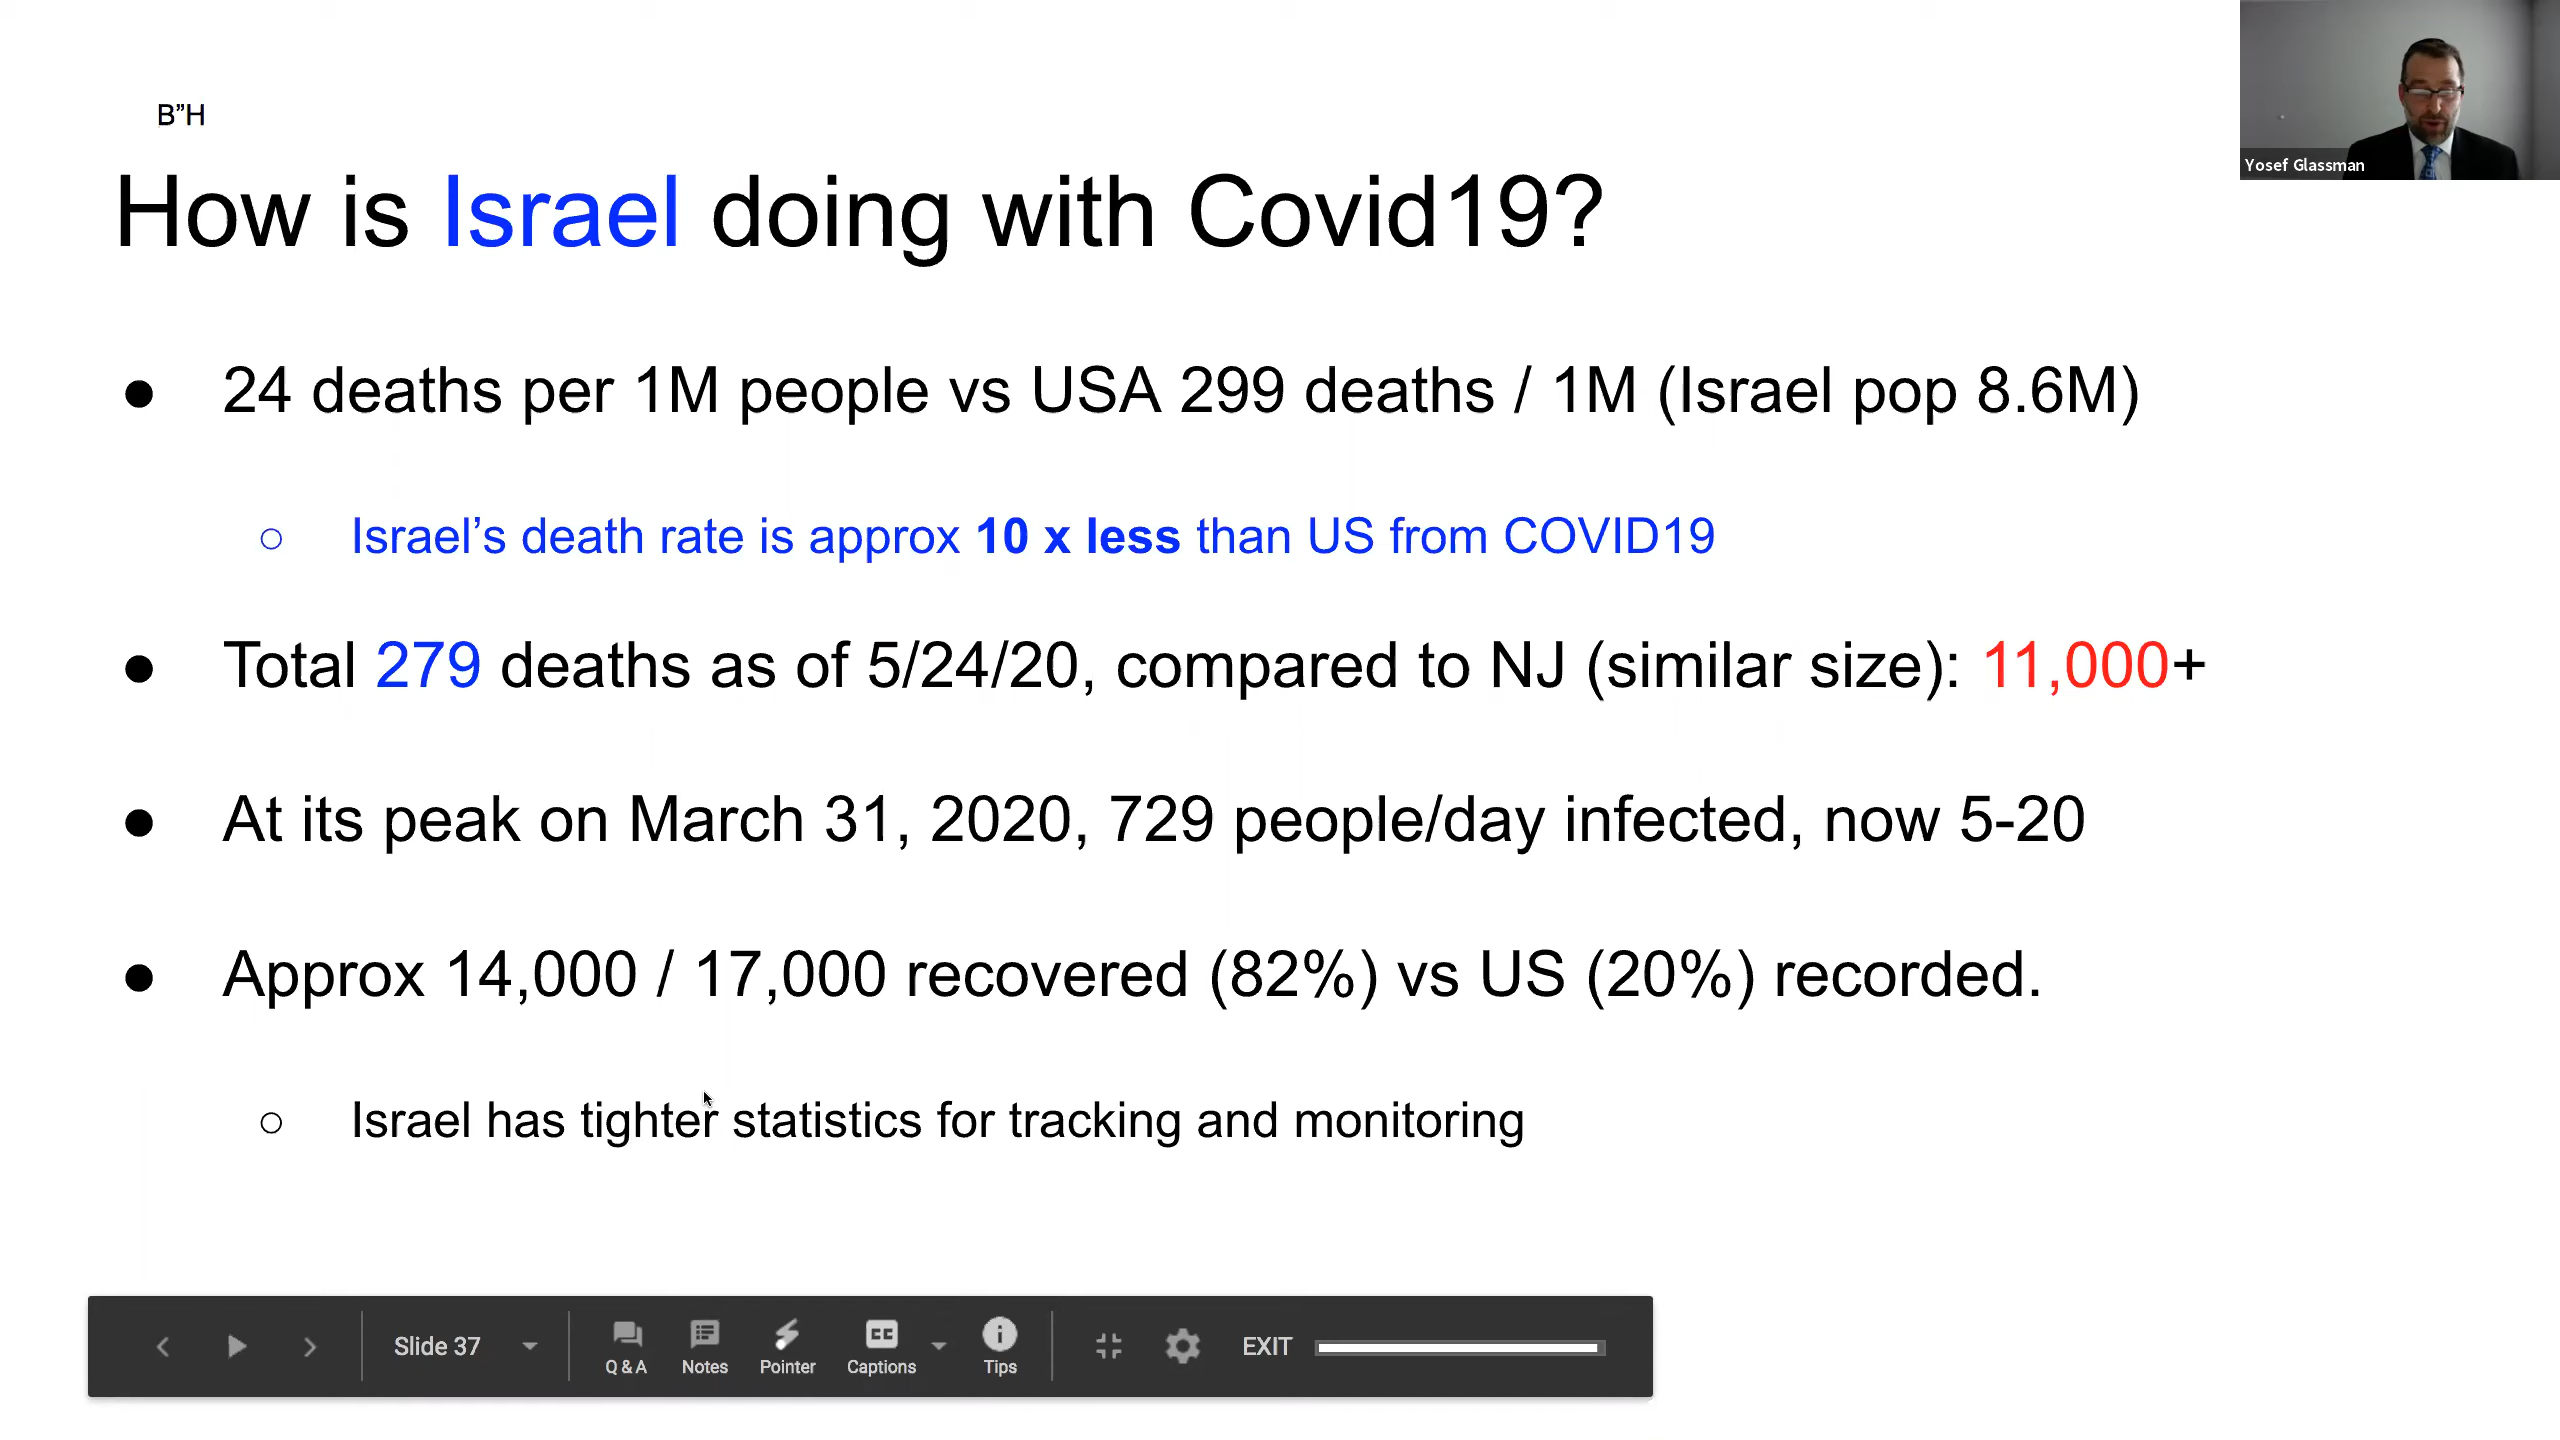 B”H
Yosef Glassman
How is Israel doing with Covid19?
● 24 deaths per 1M people vs USA 299 deaths / 1M (Israel pop 8.6M)
○ Israel’s death rate is approx 10 x less than US from COVID19
● Total 279 deaths as of 5/24/20, compared to NJ (similar size): 11,000+
● At its peak on March 31, 2020, 729 people/day infected, now 5-20
● Approx 14,000 / 17,000 recovered (82%) vs US (20%) recorded.
○ Israel has tighter statistics for tracking and monitoring
Slide 37 Q & A Notes Pointer CC Captions Tips EXIT